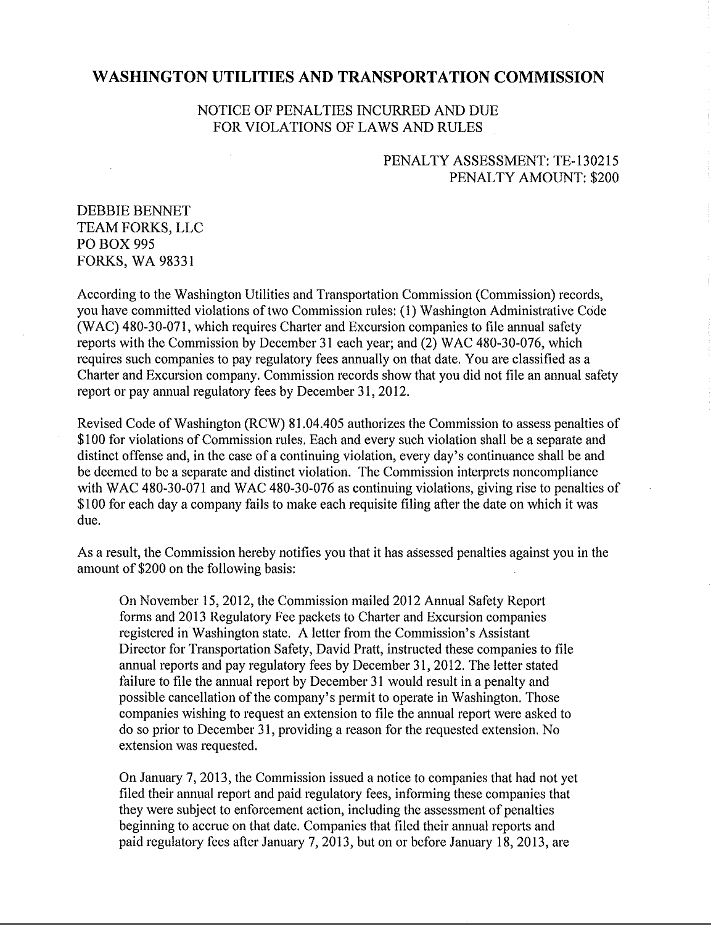 WASHINGTON UTILITIES AND TRANSPORTATION COMMISSION
NOTICE OF PENALTIES INCURRED AND DUE
FOR VIOLATIONS OF LAWS AND RULES
PENALTY ASSESSMENT: TE-130215
PENALTY AMOUNT: $200
DEBBIE BENNET
TEAM FORKS, LLC
PO BOX 995
FORKS, WA 98331
According to the Washington Utilities and Transportation Commission (Commission) records,
you have committed violations of two Commission rules: (1) Washington Administrative Code
(WAC) 480-30-071, which requires Charter and Excursion companies to file annual safety
reports with the Commission by December 31 each year; and (2) WAC 480-30-076, which
requires such companies to pay regulatory fees annually on that date. You are classified as a
Charter and Excursion company. Commission records show that you did not file an annual safety
report or pay annual regulatory fees by December 31, 2012.
Revised Code of Washington (RCW) 81.04.405 authorizes the Commission to assess penalties of
$100 for violations of Commission rules. Each and every such violation shall be a separate and
distinct offense and, in the case of a continuing violation, every day's continuance shall be and
be deemed to be a separate and distinct violation. The Commission interprets noncompliance
with WAC 480-30-071 and WAC 480-30-076 as continuing violations, giving rise to penalties of
$100 for each day a company fails to make each requisite filing after the date on which it was
due.
As a result, the Commission hereby notifies you that it has assessed penalties against you in the
amount of $200 on the following basis:
On November 15, 2012, the Commission mailed 2012 Annual Safety Report
forms and 2013 Regulatory Fee packets to Charter and Excursion companies
registered in Washington state. A letter from the Commission's Assistant
Director for Transportation Safety, David Pratt, instructed these companies to file
annual reports and pay regulatory fees by December 31, 2012. The letter stated
failure to file the annual report by December 31 would result in a penalty and
possible cancellation of the company's permit to operate in Washington. Those
companies wishing to request an extension to file the annual report were asked to
do so prior to December 31, providing a reason for the requested extension. No
extension was requested.
On January 7, 2013, the Commission issued a notice to companies that had not yet
filed their annual report and paid regulatory fees, informing these companies that
they were subject to enforcement action, including the assessment of penalties
beginning to accrue on that date. Companies that filed their annual reports and
paid regulatory fees after January 7, 2013, but on or before January 18, 2013, are